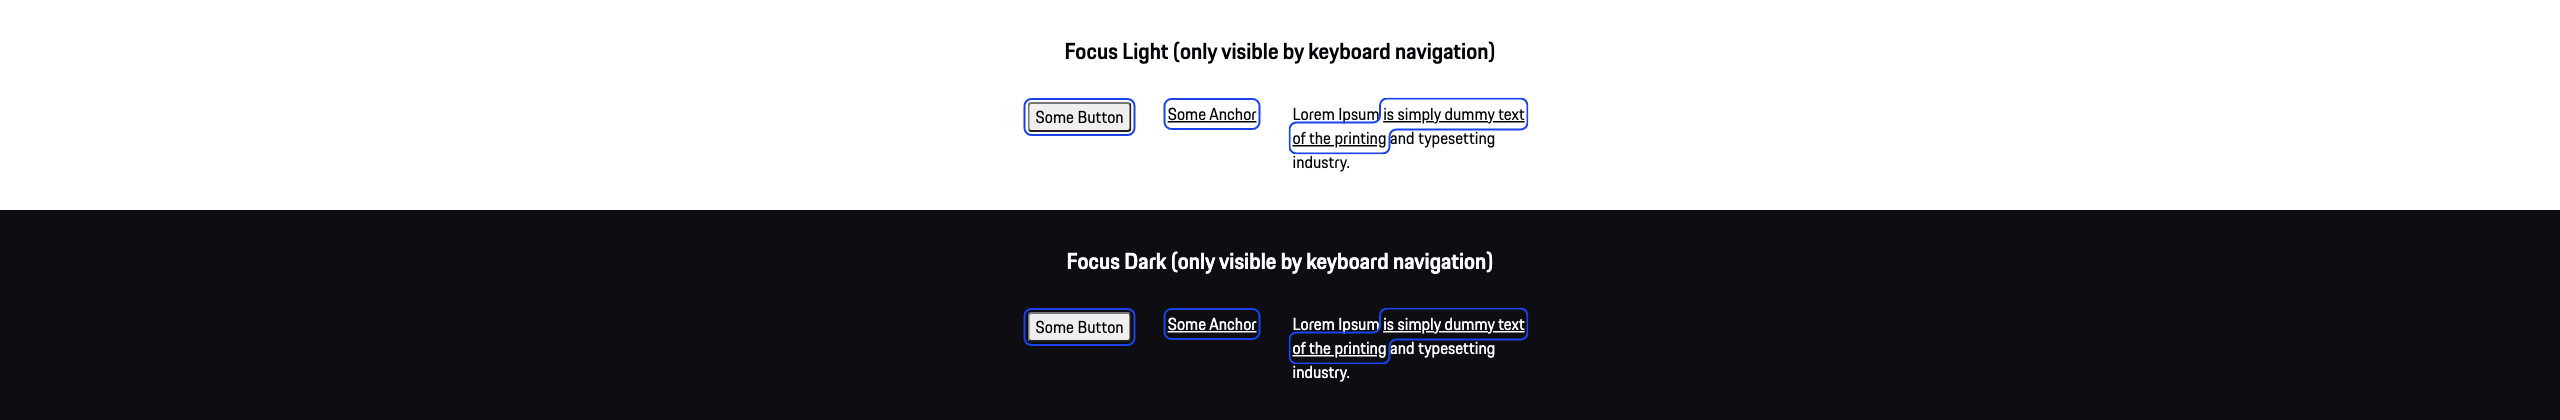 Focus Light (only visible by keyboard navigation)
Some Button
Some Anchor
Lorem Ipsum is simply dummy text
of the printing and typesetting
industry.
Focus Dark (only visible by keyboard navigation)
Some Button
Some Anchor
Lorem Ipsum is simply dummy text
of the printing and typesetting
industry.